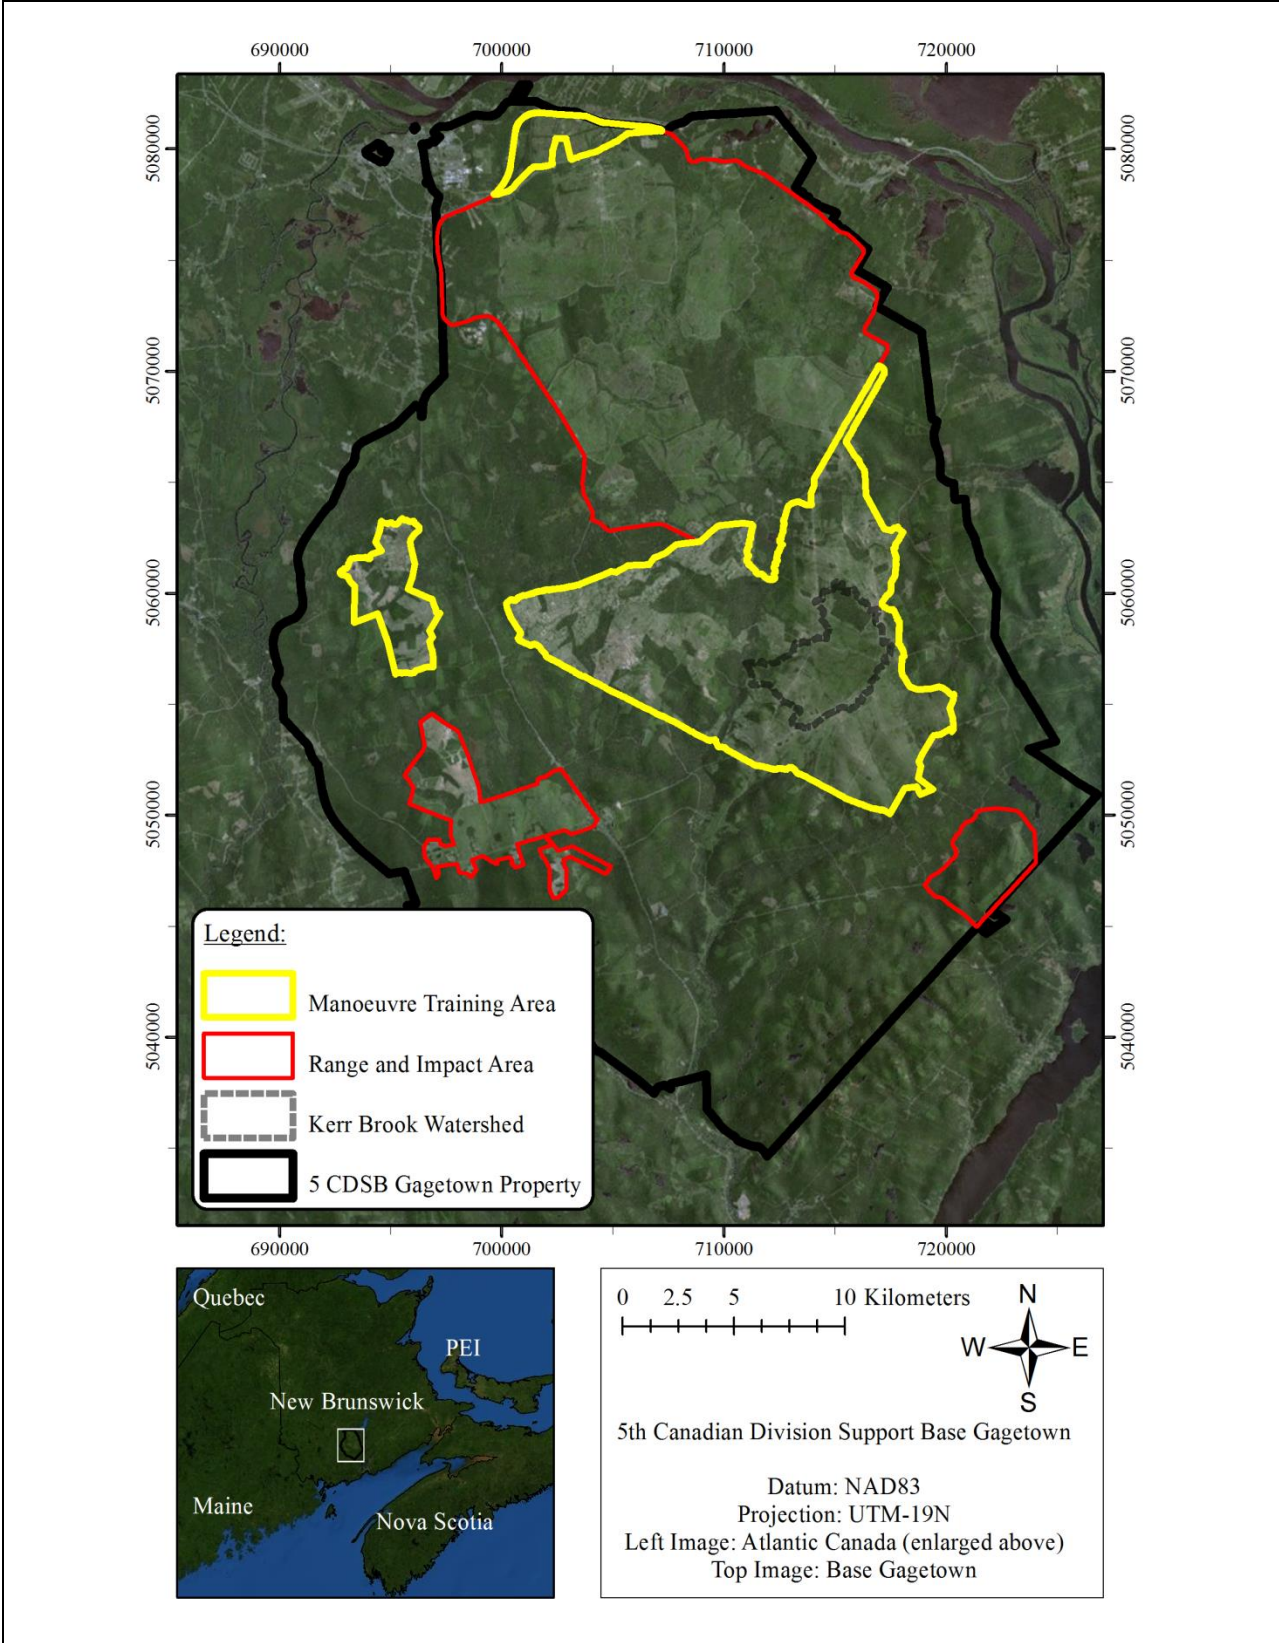 690000 700000 710000 720000
5080000 5080000
5070000 5070000
5060000 5060000
5050000 5050000
5040000 5040000
Legend:
Manoeuvre Training Area
Range and Impact Area
Kerr Brook Watershed
5 CDSB Gagetown Property
690000 700000 710000 720000
Quebec
PEI
New Brunswick
Maine
Nova Scotia
0 2.5 5 10 Kilometers
N
W E
S
5th Canadian Division Support Base Gagetown
Datum: NAD83
Projection: UTM-19N
Left Image: Atlantic Canada (enlarged above)
Top Image: Base Gagetown